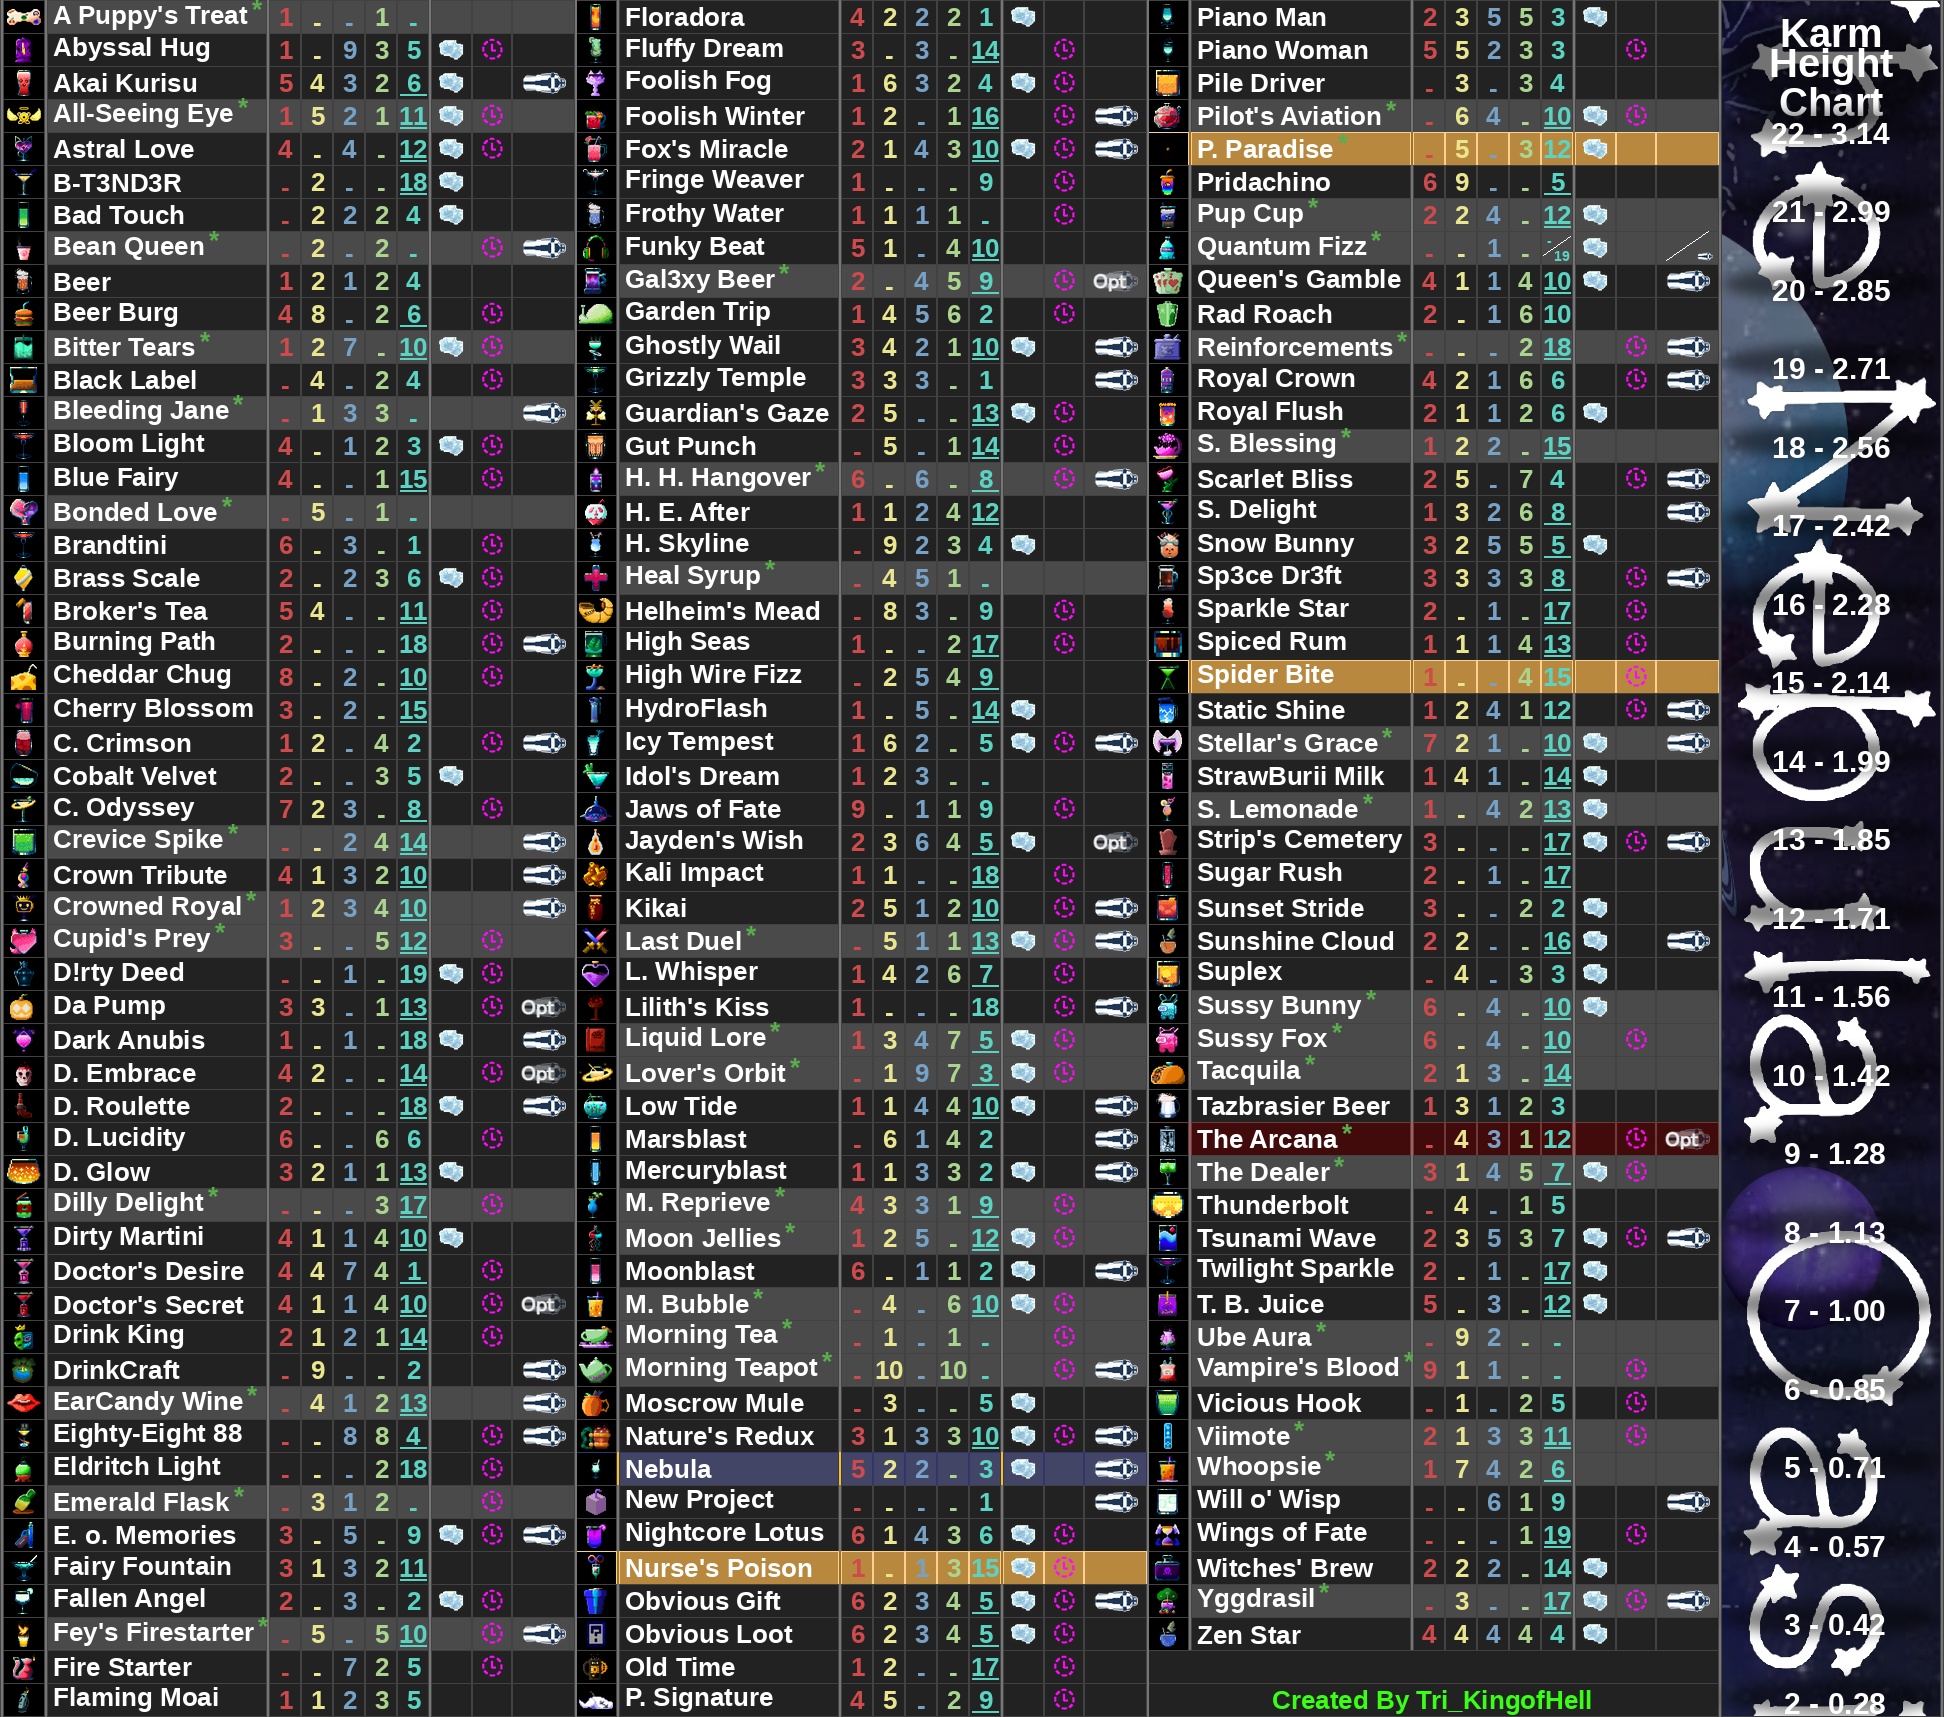 A Puppy's Treat * 1 - - 1 -
Abyssal Hug 1 - 9 3 5
Akai Kurisu 5 4 3 2 6
All-Seeing Eye * 1 5 2 1 11
Astral Love 4 - 4 - 12
B-T3ND3R - 2 - - 18
Bad Touch - 2 2 2 4
Bean Queen * - 2 - 2 -
Beer 1 2 1 2 4
Beer Burg 4 8 - 2 6
Bitter Tears * 1 2 7 - 10
Black Label - 4 - 2 4
Bleeding Jane * - 1 3 3 -
Bloom Light 4 - 1 2 3
Blue Fairy 4 - - 1 15
Bonded Love * - 5 - 1 -
Brandtini 6 - 3 - 1
Brass Scale 2 - 2 3 6
Broker's Tea 5 4 - - 11
Burning Path 2 - - - 18
Cheddar Chug 8 - 2 - 10
Cherry Blossom 3 - 2 - 15
C. Crimson 1 2 - 4 2
Cobalt Velvet 2 - - 3 5
C. Odyssey 7 2 3 - 8
Crevice Spike * - - 2 4 14
Crown Tribute 4 1 3 2 10
Crowned Royal * 1 2 3 4 10
Cupid's Prey * 3 - - 5 12
D!rty Deed - - 1 - 19
Da Pump 3 3 - 1 13 Opt
Dark Anubis 1 - 1 - 18
D. Embrace 4 2 - - 14 Opt
D. Roulette 2 - - - 18
D. Lucidity 6 - - 6 6
D. Glow 3 2 1 1 13
Dilly Delight * - - - 3 17
Dirty Martini 4 1 1 4 10
Doctor's Desire 4 4 7 4 1
Doctor's Secret 4 1 1 4 10 Opt
Drink King 2 1 2 1 14
DrinkCraft - 9 - - 2
EarCandy Wine * - 4 1 2 13
Eighty-Eight 88 - - 8 8 4
Eldritch Light - - - 2 18
Emerald Flask * - 3 1 2 -
E. o. Memories 3 - 5 - 9
Fairy Fountain 3 1 3 2 11
Fallen Angel 2 - 3 - 2
Fey's Firestarter * - 5 - 5 10
Fire Starter - - 7 2 5
Flaming Moai 1 1 2 3 5
Floradora 4 2 2 2 1
Fluffy Dream 3 - 3 - 14
Foolish Fog 1 6 3 2 4
Foolish Winter 1 2 - 1 16
Fox's Miracle 2 1 4 3 10
Fringe Weaver 1 - - - 9
Frothy Water 1 1 1 1 -
Funky Beat 5 1 - 4 10
Gal3xy Beer * 2 - 4 5 9 Opt
Garden Trip 1 4 5 6 2
Ghostly Wail 3 4 2 1 10
Grizzly Temple 3 3 3 - 1
Guardian's Gaze 2 5 - - 13
Gut Punch - 5 - 1 14
H. H. Hangover * 6 - 6 - 8
H. E. After 1 1 2 4 12
H. Skyline - 9 2 3 4
Heal Syrup * - 4 5 1 -
Helheim's Mead - 8 3 - 9
High Seas 1 - - 2 17
High Wire Fizz - 2 5 4 9
HydroFlash 1 - 5 - 14
Icy Tempest 1 6 2 - 5
Idol's Dream 1 2 3 - -
Jaws of Fate 9 - 1 1 9
Jayden's Wish 2 3 6 4 5 Opt
Kali Impact 1 1 - - 18
Kikai 2 5 1 2 10
Last Duel * - 5 1 1 13
L. Whisper 1 4 2 6 7
Lilith's Kiss 1 - - - 18
Liquid Lore * 1 3 4 7 5
Lover's Orbit * - 1 9 7 3
Low Tide 1 1 4 4 10
Marsblast - 6 1 4 2
Mercuryblast 1 1 3 3 2
M. Reprieve * 4 3 3 1 9
Moon Jellies * 1 2 5 - 12
Moonblast 6 - 1 1 2
M. Bubble * - 4 - 6 10
Morning Tea * - 1 - 1 -
Morning Teapot * - 10 - 10 -
Moscrow Mule - 3 - - 5
Nature's Redux 3 1 3 3 10
Nebula 5 2 2 - 3
New Project - - - - 1
Nightcore Lotus 6 1 4 3 6
Nurse's Poison 1 - 1 3 15
Obvious Gift 6 2 3 4 5
Obvious Loot 6 2 3 4 5
Old Time 1 2 - - 17
P. Signature 4 5 - 2 9
Piano Man 2 3 5 5 3
Piano Woman 5 5 2 3 3
Pile Driver - 3 - 3 4
Pilot's Aviation * - 6 4 - 10
P. Paradise * - 5 - 3 12
Pridachino 6 9 - - 5
Pup Cup * 2 2 4 - 12
Quantum Fizz * - - 1 - -/19
Queen's Gamble 4 1 1 4 10
Rad Roach 2 - 1 6 10
Reinforcements * - - - 2 18
Royal Crown 4 2 1 6 6
Royal Flush 2 1 1 2 6
S. Blessing * 1 2 2 - 15
Scarlet Bliss 2 5 - 7 4
S. Delight 1 3 2 6 8
Snow Bunny 3 2 5 5 5
Sp3ce Dr3ft 3 3 3 3 8
Sparkle Star 2 - 1 - 17
Spiced Rum 1 1 1 4 13
Spider Bite 1 - - 4 15
Static Shine 1 2 4 1 12
Stellar's Grace * 7 2 1 - 10
StrawBurii Milk 1 4 1 - 14
S. Lemonade * 1 - 4 2 13
Strip's Cemetery 3 - - - 17
Sugar Rush 2 - 1 - 17
Sunset Stride 3 - - 2 2
Sunshine Cloud 2 2 - - 16
Suplex - 4 - 3 3
Sussy Bunny * 6 - 4 - 10
Sussy Fox * 6 - 4 - 10
Tacquila * 2 1 3 - 14
Tazbrasier Beer 1 3 1 2 3
The Arcana * - 4 3 1 12 Opt
The Dealer * 3 1 4 5 7
Thunderbolt - 4 - 1 5
Tsunami Wave 2 3 5 3 7
Twilight Sparkle 2 - 1 - 17
T. B. Juice 5 - 3 - 12
Ube Aura * - 9 2 - -
Vampire's Blood * 9 1 1 - -
Vicious Hook - 1 - 2 5
Viimote * 2 1 3 3 11
Whoopsie * 1 7 4 2 6
Will o' Wisp - - 6 1 9
Wings of Fate - - - 1 19
Witches' Brew 2 2 2 - 14
Yggdrasil * - 3 - - 17
Zen Star 4 4 4 4 4
Created By Tri_KingofHell
Karm
Height
Chart
22 - 3.14
21 - 2.99
20 - 2.85
19 - 2.71
18 - 2.56
17 - 2.42
16 - 2.28
15 - 2.14
14 - 1.99
13 - 1.85
12 - 1.71
11 - 1.56
10 - 1.42
9 - 1.28
8 - 1.13
7 - 1.00
6 - 0.85
5 - 0.71
4 - 0.57
3 - 0.42
2 - 0.28